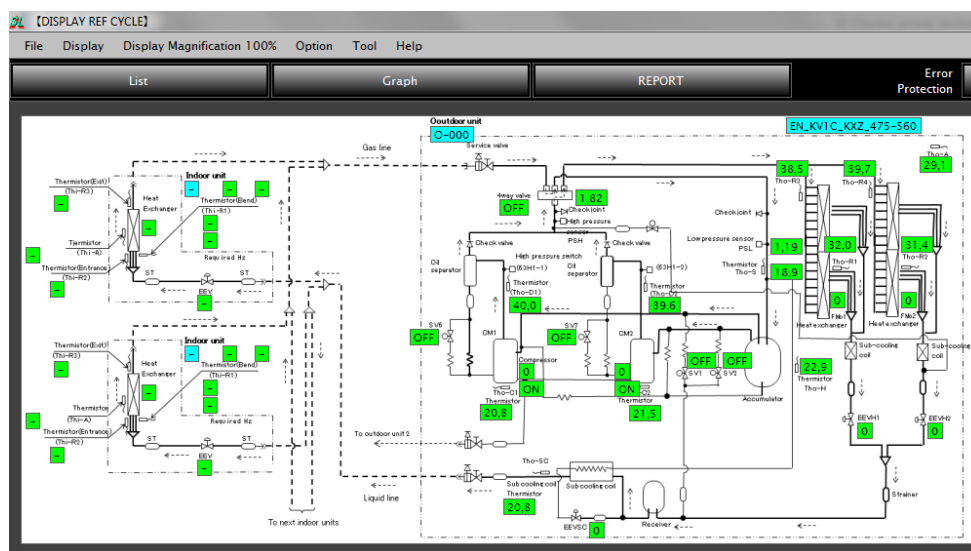 【DISPLAY REF CYCLE】
File Display Display Magnification 100% Option Tool Help
List Graph REPORT Error Protection
Ooutdoor unit
O-000
EN_KV1C_KXZ_475-560
Service valve
Gas line
Tho-A
29,1
38,5
Tho-R3
39,7
Tho-R4
4way valve
OFF
1,82
Checkjoint
High pressure
sensor
PSH
Checkjoint
Low pressure sensor
PSL
1,19
Thermistor
Tho-S
18,9
32,0
Tho-R1
31,4
Tho-R2
0
FMo1
Heat exchanger
0
FMo2
Heat exchanger
Check valve
Check valve
High pressure switch
(63H1-1)
(63H1-2)
Oil
separator
Oil
separator
Thermistor
(Tho-D1)
40,0
Thermistor
39,6
SV6
OFF
SV7
OFF
CM1
CM2
Compressor
0
ON
0
ON
OFF
OFF
SV1
SV2
Accumulator
Tho-C1
Thermistor
20,8
Thermistor
21,5
22,9
Thermistor
Tho-H
Sub-cooling
coil
Sub-cooling
coil
EEVH1
0
EEVH2
0
Strainer
To outdoor unit 2
Liquid line
Tho-SC
Sub cooling coil
Thermistor
20,8
Sub cooling coil
EEVSC
0
Receiver
Indoor unit
-
-
-
Thermistor(Exit)
(Thi-R3)
-
Heat
Exchanger
-
Thermistor(Bend)
(Thi-R1)
-
-
Required Hz
-
Termistor
(Thi-A)
-
Thermistor(Entrance)
(Thi-R2)
-
ST
EEV
-
ST
Indoor unit
-
-
-
Thermistor(Exit)
(Thi-R3)
-
Heat
Exchanger
-
Thermistor(Bend)
(Thi-R1)
-
-
Required Hz
-
Thermistor
(Thi-A)
-
Thermistor(Entrance)
(Thi-R2)
-
ST
EEV
-
ST
To next indoor units